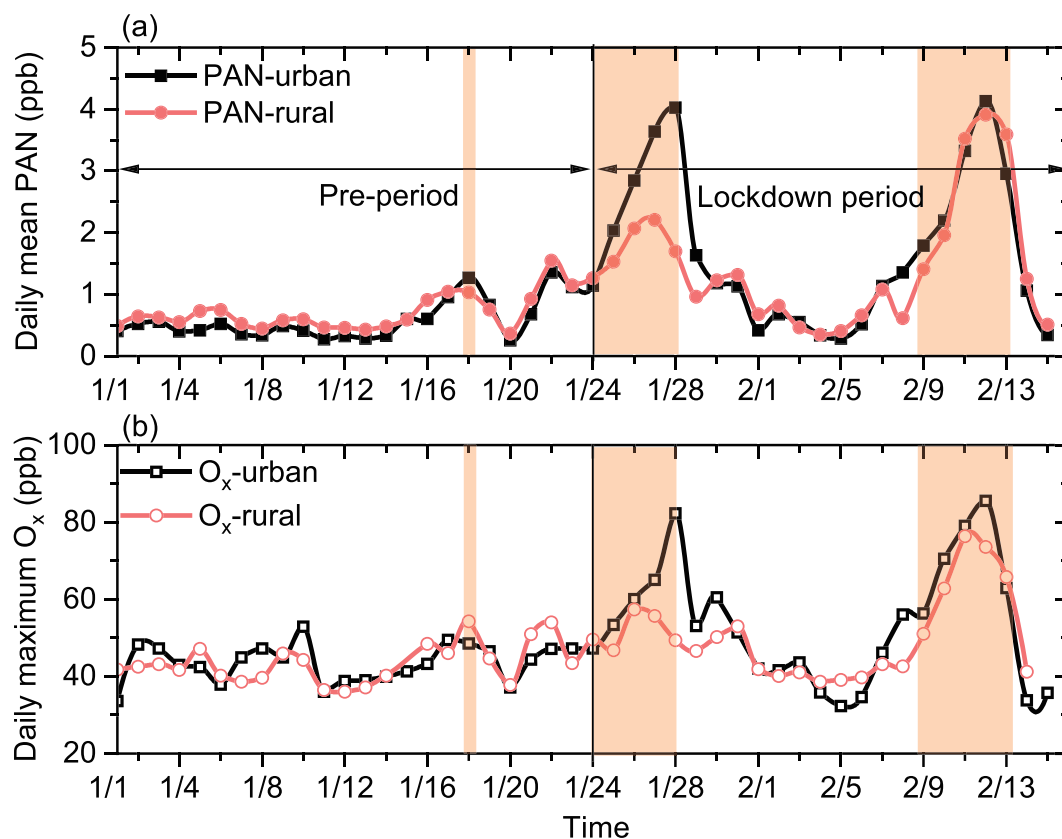 (a)
Daily mean PAN (ppb)
5
4
3
2
1
0
PAN-urban
PAN-rural
Pre-period
Lockdown period
1/1 1/4 1/8 1/12 1/16 1/20 1/24 1/28 2/1 2/5 2/9 2/13
(b)
Daily maximum Ox (ppb)
100
80
60
40
20
Ox-urban
Ox-rural
1/1 1/4 1/8 1/12 1/16 1/20 1/24 1/28 2/1 2/5 2/9 2/13
Time